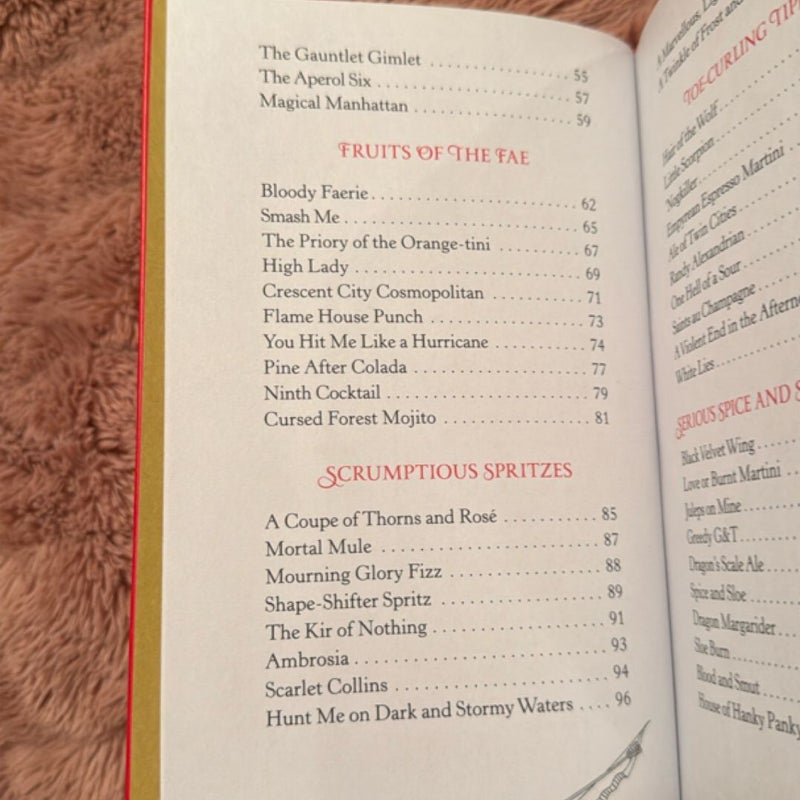 The Gauntlet Gimlet . . . . . . . . . . . . . . . . . . 55
The Aperol Six . . . . . . . . . . . . . . . . . . . . . . . 57
Magical Manhattan . . . . . . . . . . . . . . . . . . . 59
FRUITS OF THE FAE
Bloody Faerie . . . . . . . . . . . . . . . . . . . . . . . . 62
Smash Me . . . . . . . . . . . . . . . . . . . . . . . . . . . 65
The Priory of the Orange-tini . . . . . . . . . . 67
High Lady . . . . . . . . . . . . . . . . . . . . . . . . . . 69
Crescent City Cosmopolitan . . . . . . . . . . . 71
Flame House Punch . . . . . . . . . . . . . . . . . . 73
You Hit Me Like a Hurricane . . . . . . . . . . 74
Pine After Colada . . . . . . . . . . . . . . . . . . . . 77
Ninth Cocktail . . . . . . . . . . . . . . . . . . . . . . . 79
Cursed Forest Mojito . . . . . . . . . . . . . . . . . 81
SCRUMPTIOUS SPRITZES
A Coupe of Thorns and Rosé . . . . . . . . . . . 85
Mortal Mule . . . . . . . . . . . . . . . . . . . . . . . . 87
Mourning Glory Fizz . . . . . . . . . . . . . . . . . 88
Shape-Shifter Spritz . . . . . . . . . . . . . . . . . . 89
The Kir of Nothing . . . . . . . . . . . . . . . . . . . 91
Ambrosia . . . . . . . . . . . . . . . . . . . . . . . . . . . 93
Scarlet Collins . . . . . . . . . . . . . . . . . . . . . . . 94
Hunt Me on Dark and Stormy Waters . . . . 96
A Marvellous,
A Twinkle of Frost and
TOE-CURLING
Hair of the Wolf
Little Scorpion
Nagkiller
Empyrean Espresso Martini
Ale of Twin Cities
Randy Alexandrian
One Hell of a Sour
Saints au Champagne
A Violent End in the
White Lies
SERIOUS SPICE AND
Black Velvet Wing
Love or Burnt Martini
Juleps on Mine
Greedy G&T
Dragon's Scale Ale
Spice and Sloe
Dragon Margarider
Sloe Burn
Blood and Smut
House of Hanky Panky